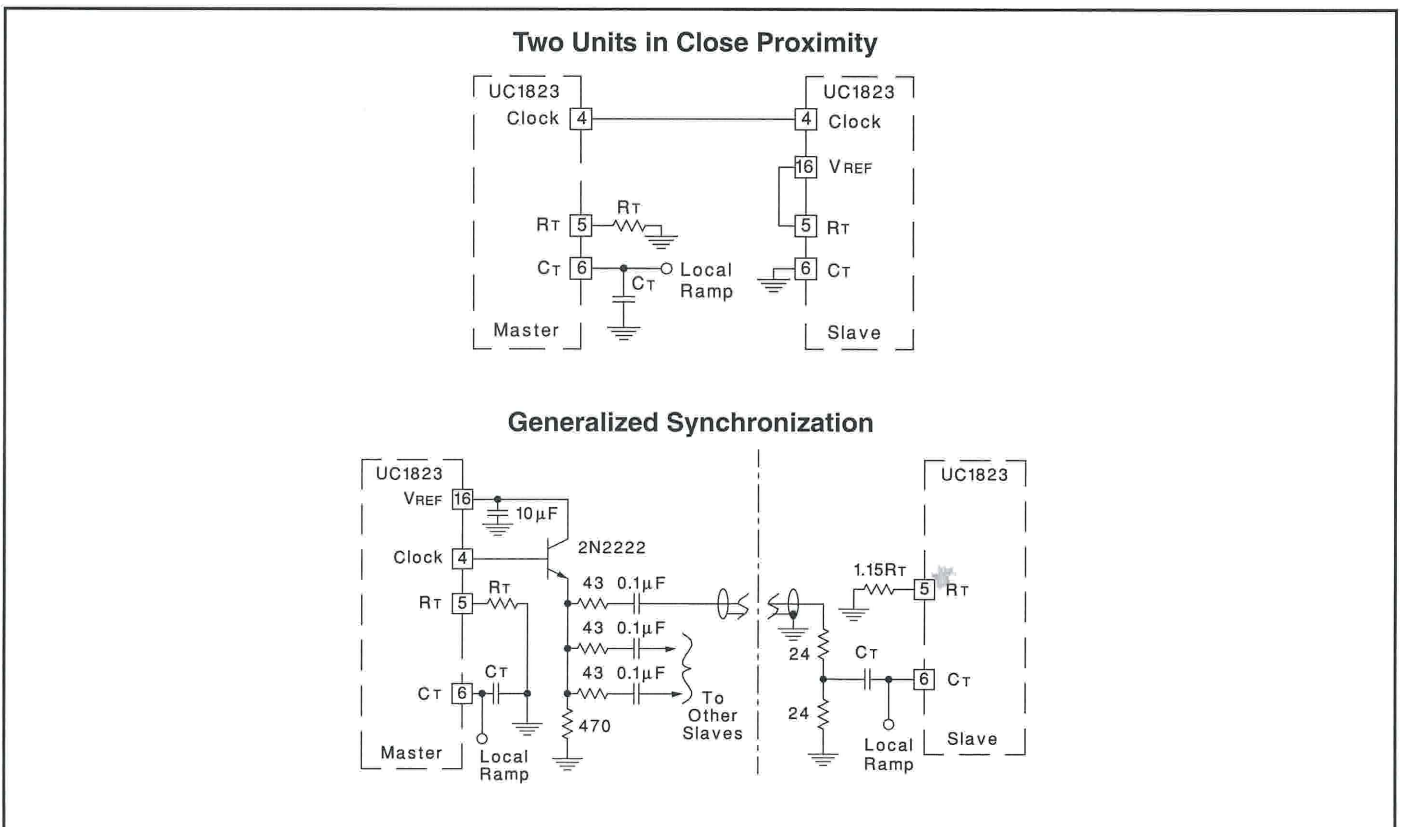 Two Units in Close Proximity
UC1823
UC1823
Clock 4
4 Clock
16 VREF
RT 5
RT
5 RT
CT 6
CT
Local
Ramp
6 CT
Master
Slave
Generalized Synchronization
UC1823
UC1823
VREF 16
10µF
Clock 4
2N2222
1.15RT
RT 5
RT
43 0.1µF
5 RT
43 0.1µF
24
CT
CT
43 0.1µF
CT 6
6 CT
To
Other
Slaves
470
24
Master
Local
Ramp
Local
Ramp
Slave